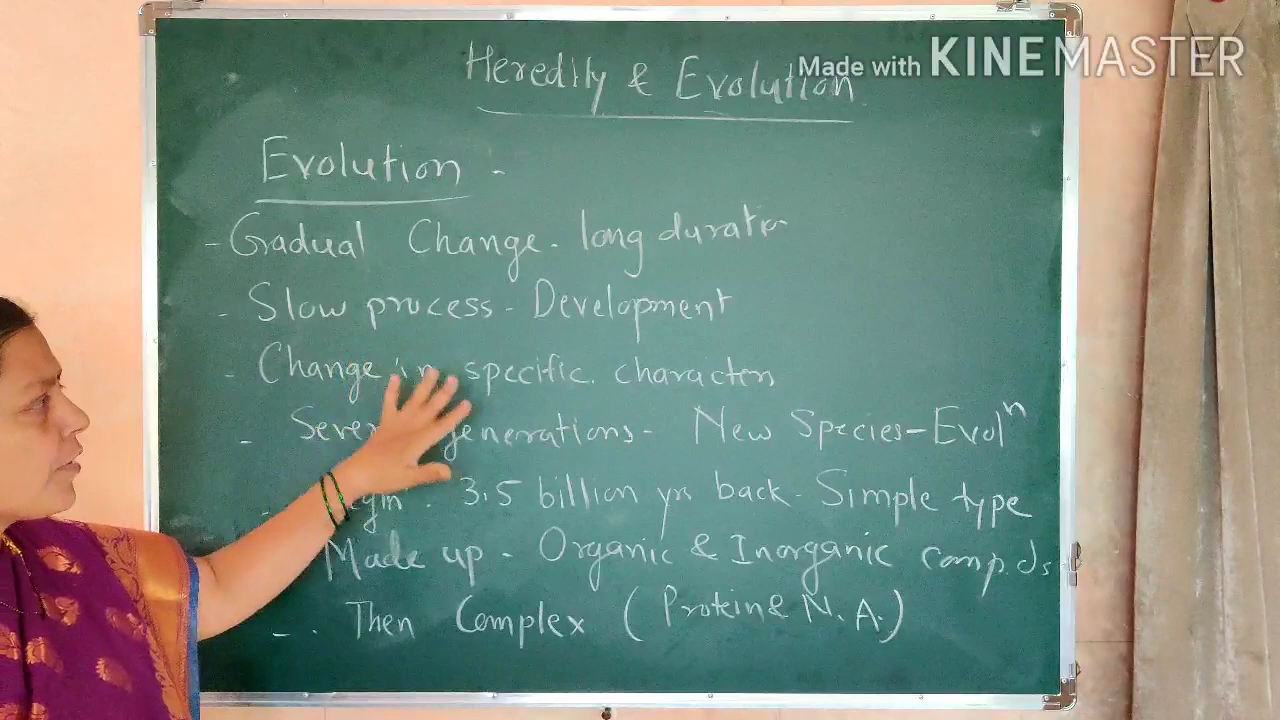 Heredity & Evolution
Made with KINEMASTER
Evolution -
- Gradual Change - long duration
- Slow process - Development
- Change in specific characters
- generations - New Species - Evolⁿ
- 3.5 billion yrs back - Simple type
Made up - Organic & Inorganic comp.ds -
- . Then Complex ( Protein & N.A.)